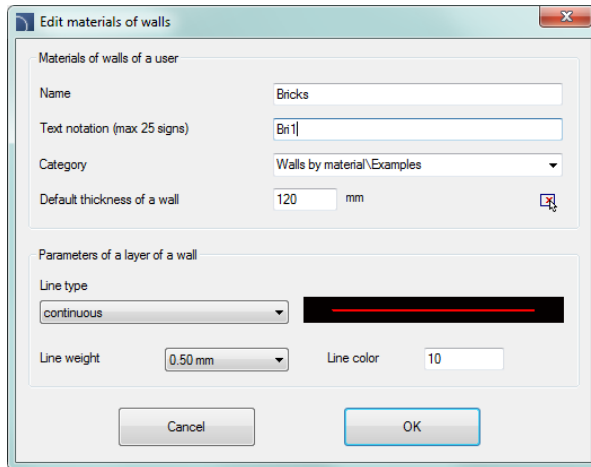 Edit materials of walls
Materials of walls of a user
Name Bricks
Text notation (max 25 signs) Bri1
Category Walls by material\Examples
Default thickness of a wall 120 mm
Parameters of a layer of a wall
Line type
continuous
Line weight 0.50 mm Line color 10
Cancel OK